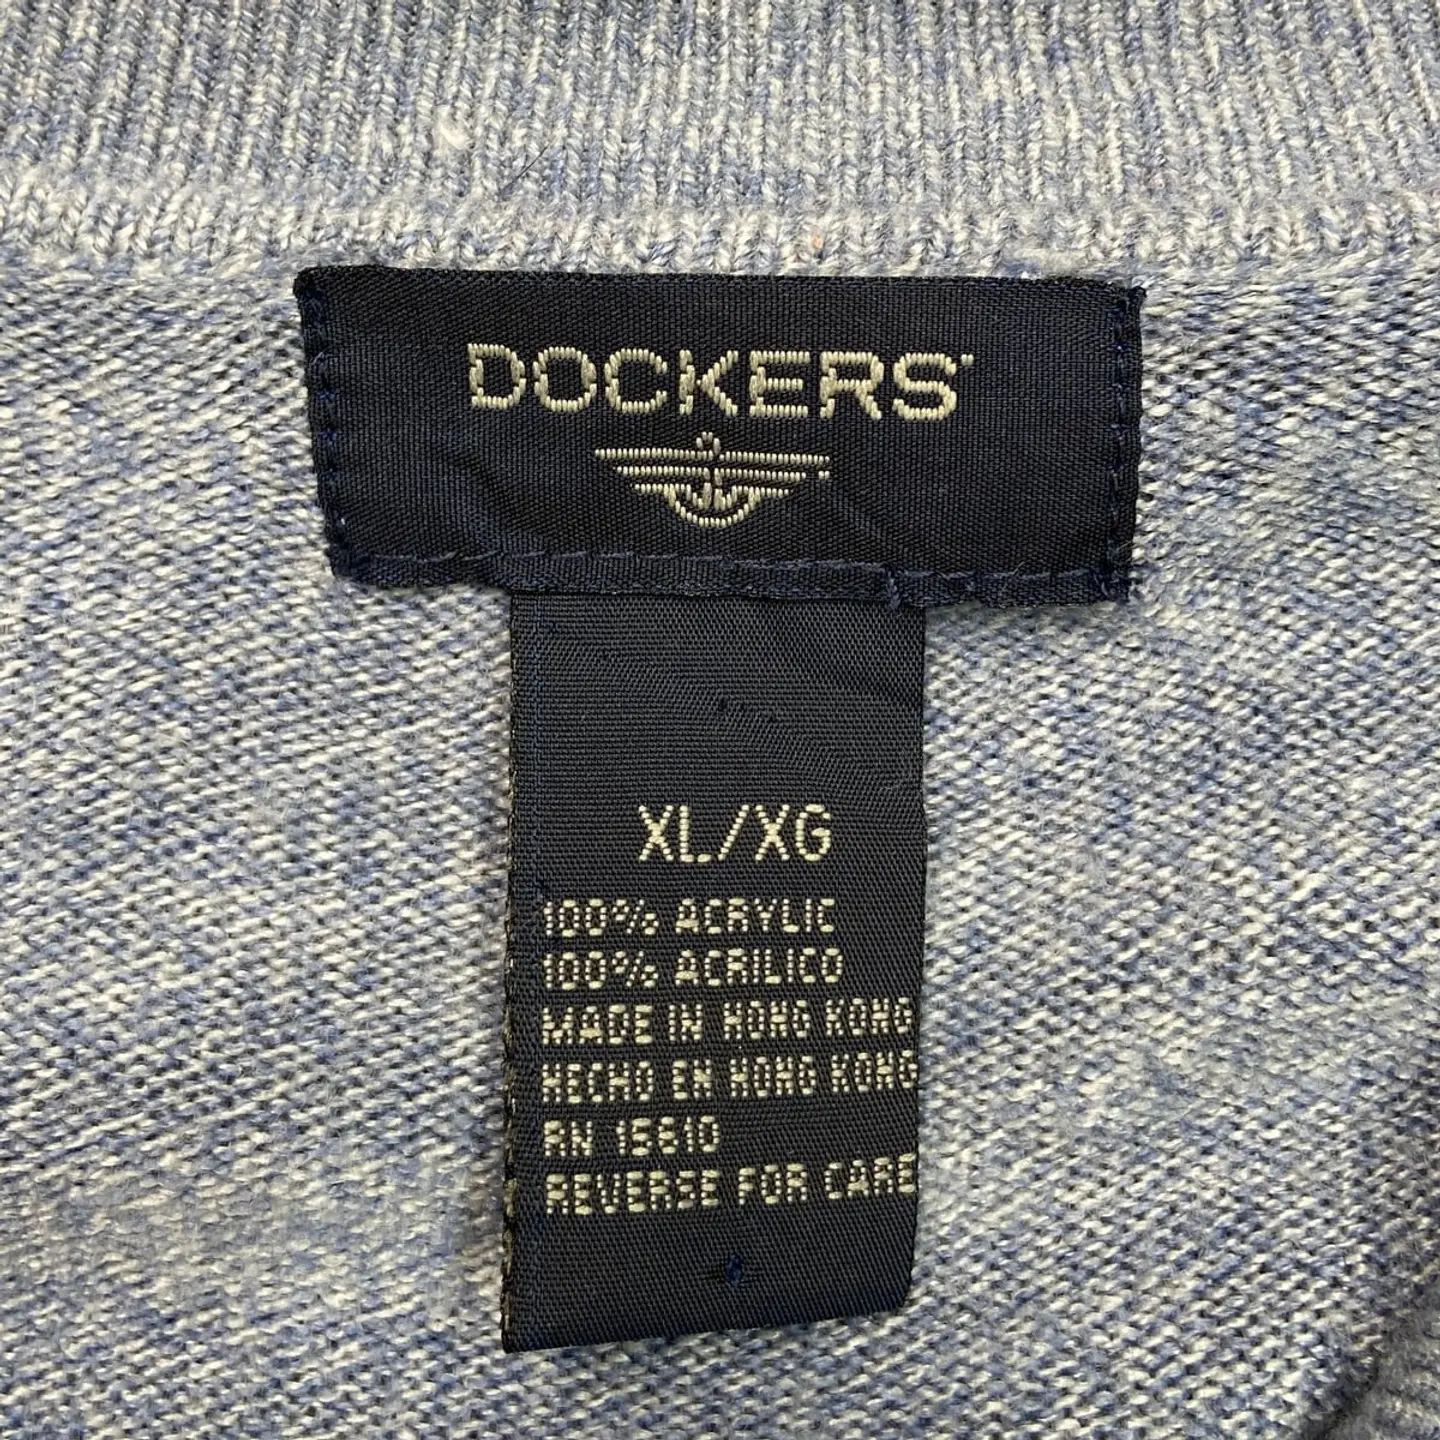 DOCKERS
XL/XG
100% ACRYLIC
100% ACRILICO
MADE IN HONG KONG
HECHO EN HONG KONG
RN 15610
REVERSE FOR CARE